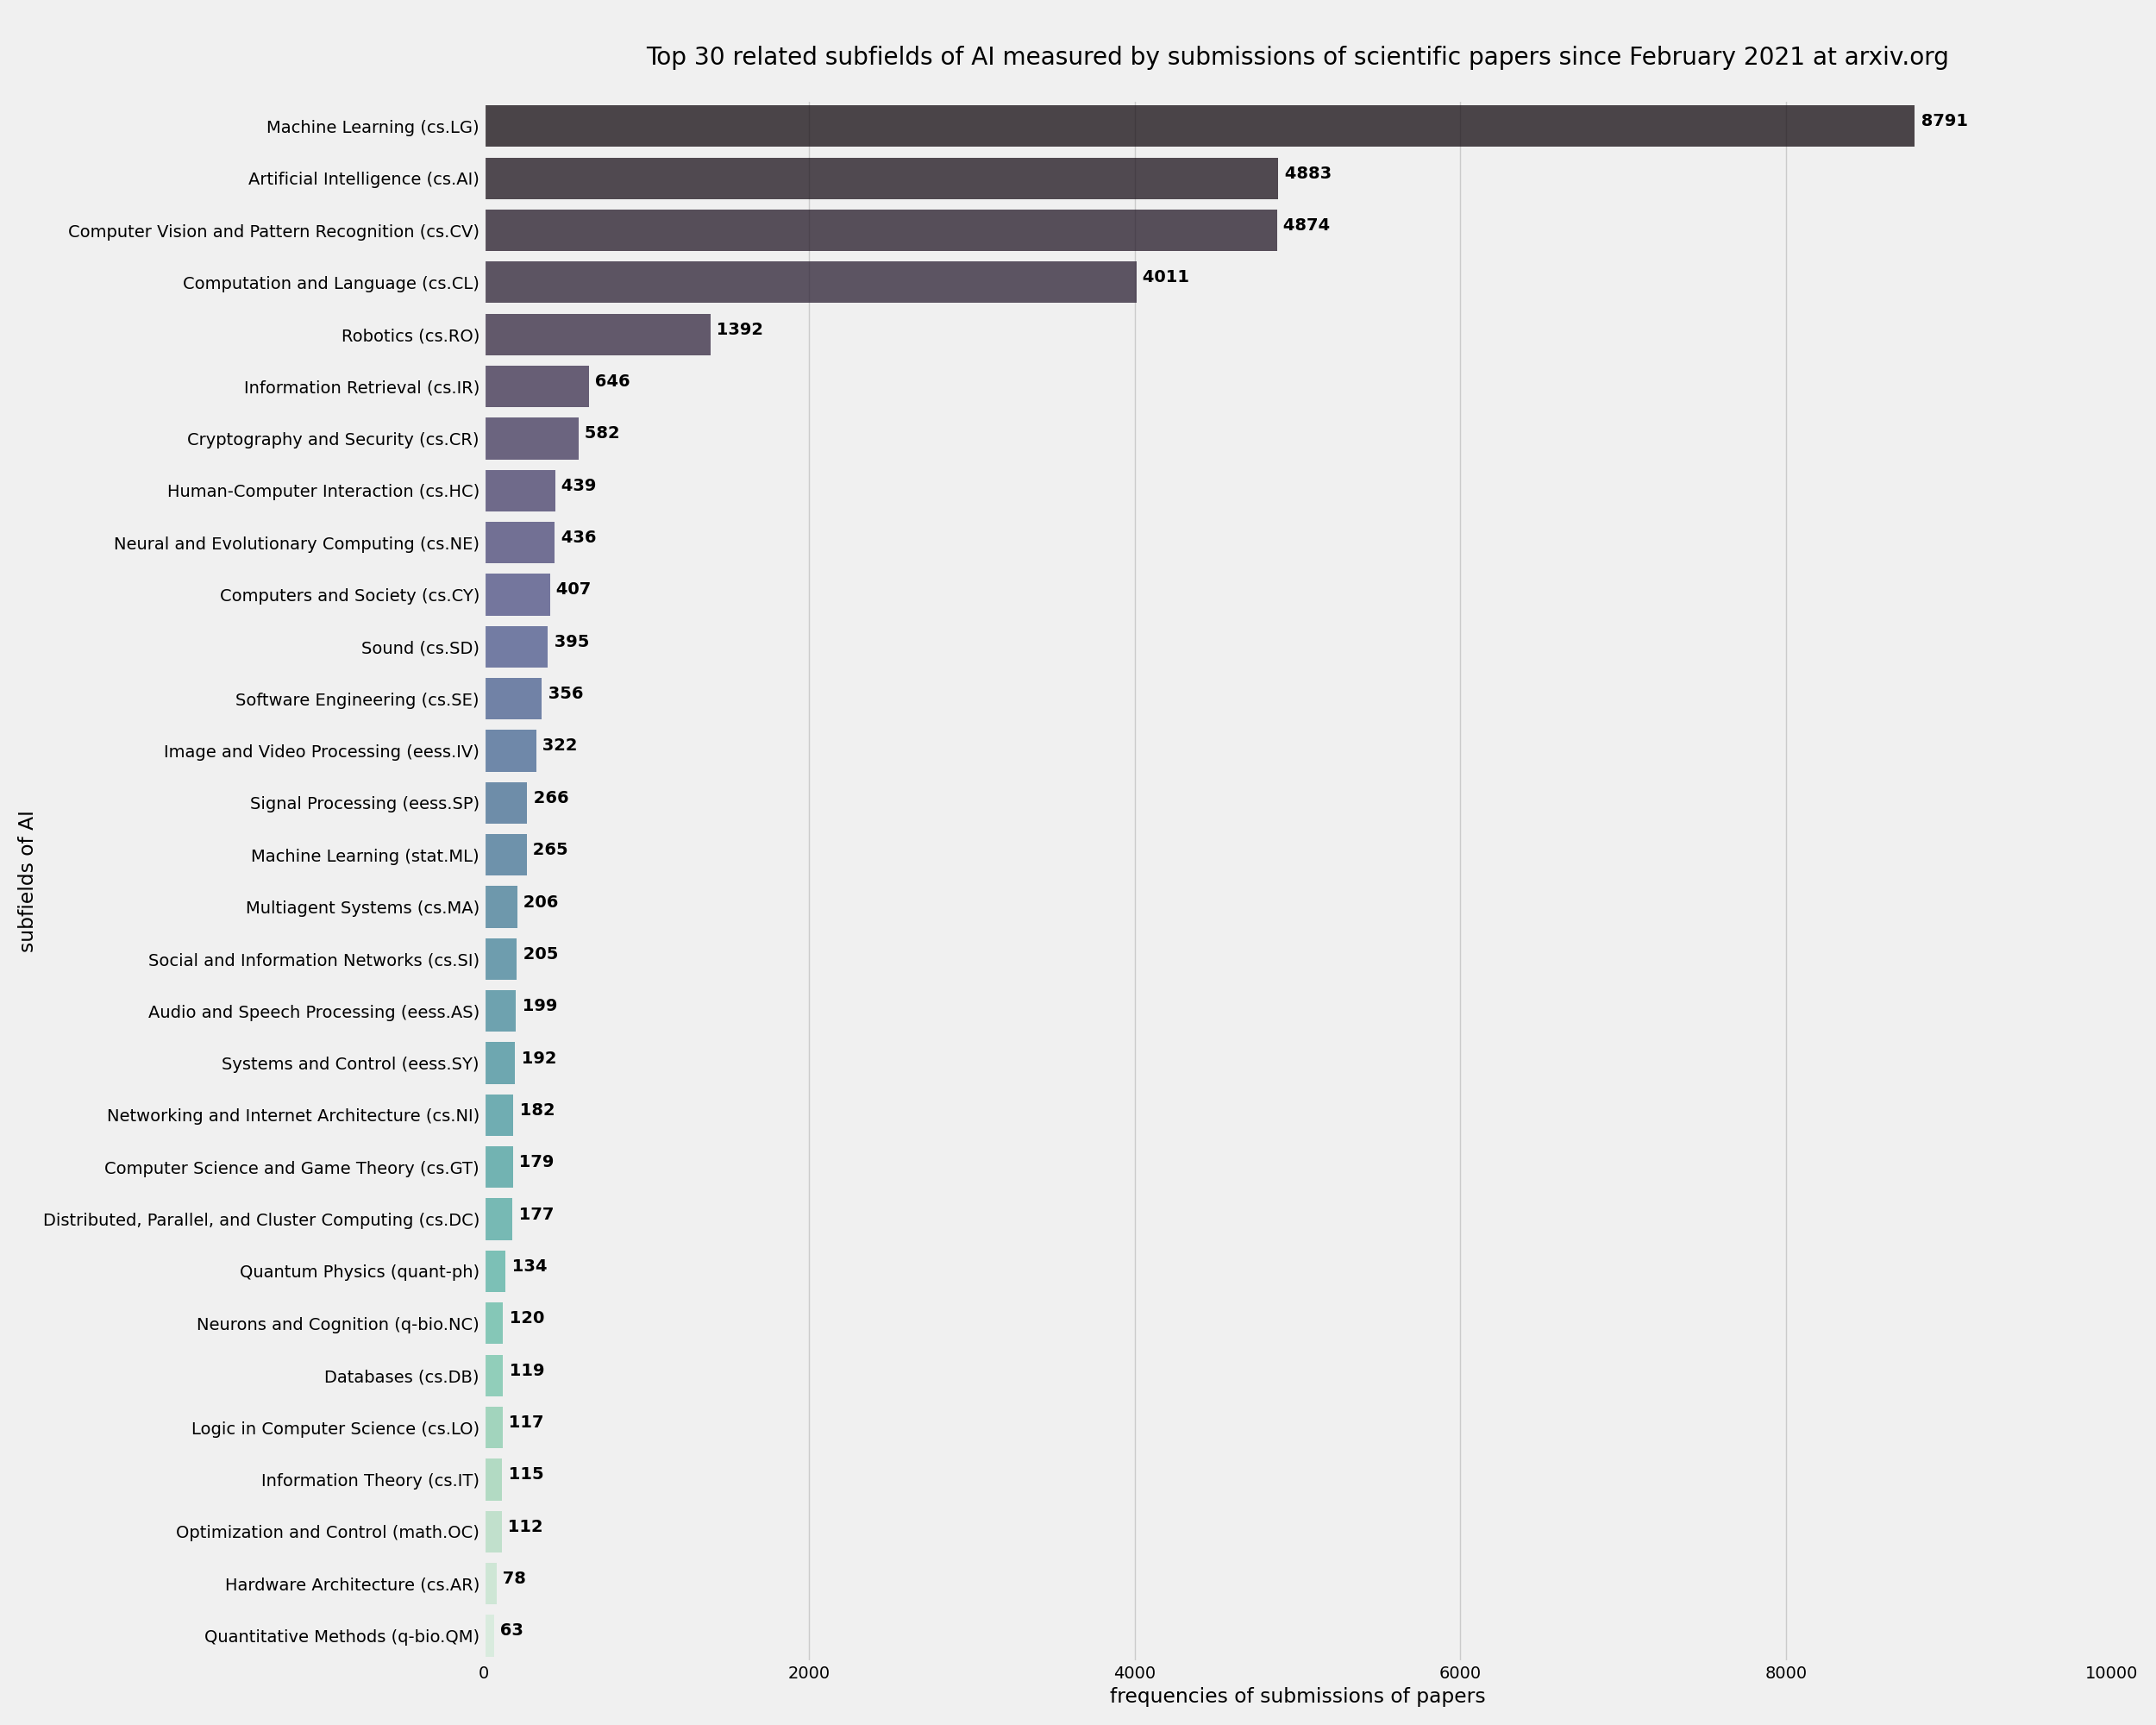 Top 30 related subfields of AI measured by submissions of scientific papers since February 2021 at arxiv.org
Machine Learning (cs.LG) 8791
Artificial Intelligence (cs.AI) 4883
Computer Vision and Pattern Recognition (cs.CV) 4874
Computation and Language (cs.CL) 4011
Robotics (cs.RO) 1392
Information Retrieval (cs.IR) 646
Cryptography and Security (cs.CR) 582
Human-Computer Interaction (cs.HC) 439
Neural and Evolutionary Computing (cs.NE) 436
Computers and Society (cs.CY) 407
Sound (cs.SD) 395
Software Engineering (cs.SE) 356
Image and Video Processing (eess.IV) 322
Signal Processing (eess.SP) 266
Machine Learning (stat.ML) 265
Multiagent Systems (cs.MA) 206
Social and Information Networks (cs.SI) 205
Audio and Speech Processing (eess.AS) 199
Systems and Control (eess.SY) 192
Networking and Internet Architecture (cs.NI) 182
Computer Science and Game Theory (cs.GT) 179
Distributed, Parallel, and Cluster Computing (cs.DC) 177
Quantum Physics (quant-ph) 134
Neurons and Cognition (q-bio.NC) 120
Databases (cs.DB) 119
Logic in Computer Science (cs.LO) 117
Information Theory (cs.IT) 115
Optimization and Control (math.OC) 112
Hardware Architecture (cs.AR) 78
Quantitative Methods (q-bio.QM) 63
subfields of AI
0 2000 4000 6000 8000 10000
frequencies of submissions of papers